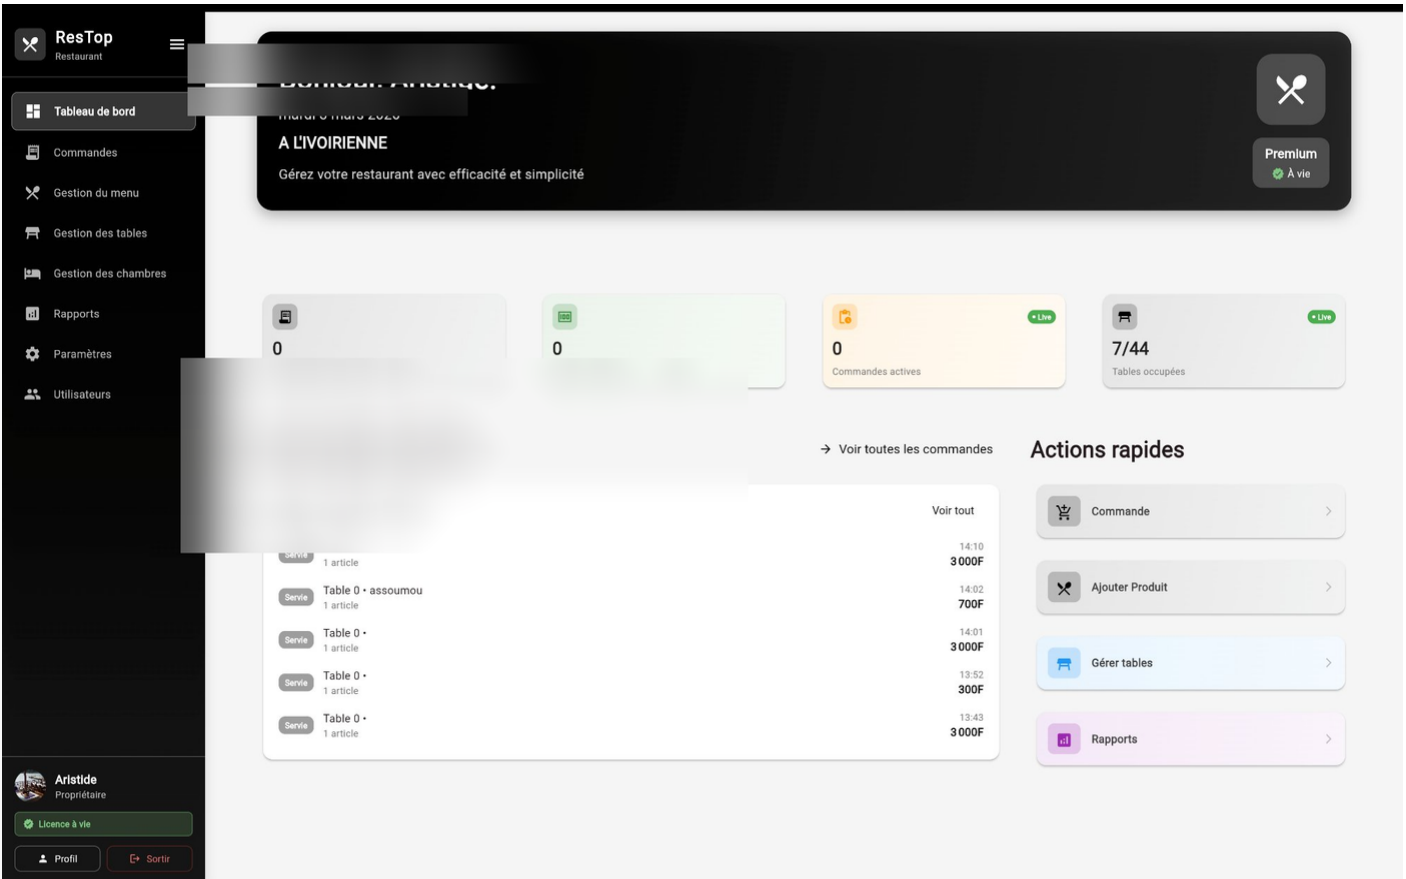 ResTop
Restaurant
Tableau de bord
Commandes
Gestion du menu
Gestion des tables
Gestion des chambres
Rapports
Paramètres
Utilisateurs
Aristide
Propriétaire
Licence à vie
Profil
Sortir
A L'IVOIRIENNE
Gérez votre restaurant avec efficacité et simplicité
Premium
À vie
0
0
Live
0
Commandes actives
Live
7/44
Tables occupées
Voir toutes les commandes
Voir tout
1 article
14:10
3 000F
Servie
Table 0 • assoumou
1 article
14:02
700F
Servie
Table 0 •
1 article
14:01
3 000F
Servie
Table 0 •
1 article
13:52
300F
Servie
Table 0 •
1 article
13:43
3 000F
Actions rapides
Commande
Ajouter Produit
Gérer tables
Rapports